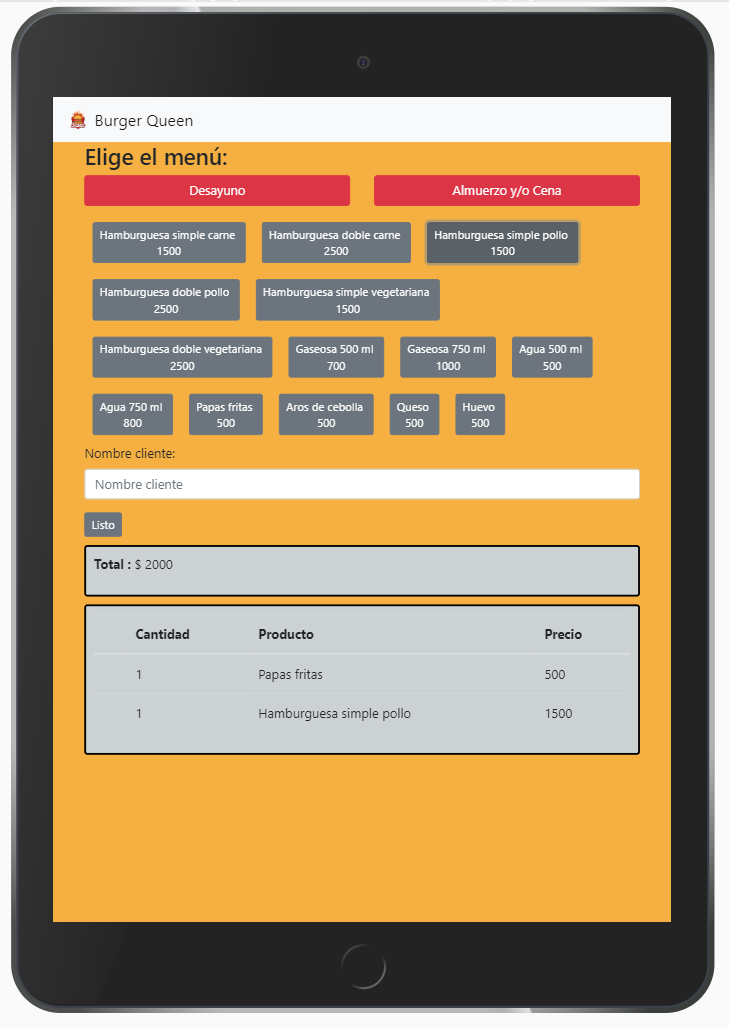 Burger Queen
Elige el menú:
Desayuno
Almuerzo y/o Cena
Hamburguesa simple carne
1500
Hamburguesa doble carne
2500
Hamburguesa simple pollo
1500
Hamburguesa doble pollo
2500
Hamburguesa simple vegetariana
1500
Hamburguesa doble vegetariana
2500
Gaseosa 500 ml
700
Gaseosa 750 ml
1000
Agua 500 ml
500
Agua 750 ml
800
Papas fritas
500
Aros de cebolla
500
Queso
500
Huevo
500
Nombre cliente:
Nombre cliente
Listo
Total : $ 2000
Cantidad Producto Precio
1 Papas fritas 500
1 Hamburguesa simple pollo 1500